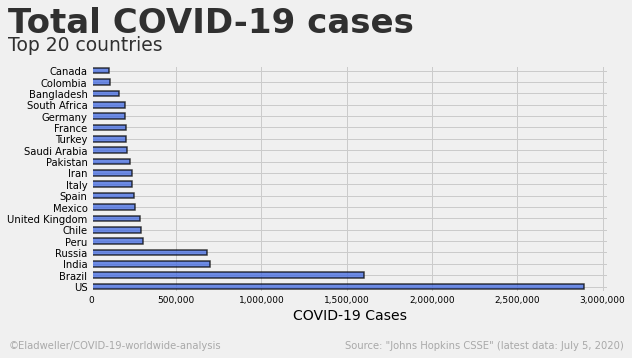 Total COVID-19 cases
Top 20 countries
Canada
Colombia
Bangladesh
South Africa
Germany
France
Turkey
Saudi Arabia
Pakistan
Iran
Italy
Spain
Mexico
United Kingdom
Chile
Peru
Russia
India
Brazil
US
0 500,000 1,000,000 1,500,000 2,000,000 2,500,000 3,000,000
COVID-19 Cases
©Eladweller/COVID-19-worldwide-analysis Source: "Johns Hopkins CSSE" (latest data: July 5, 2020)